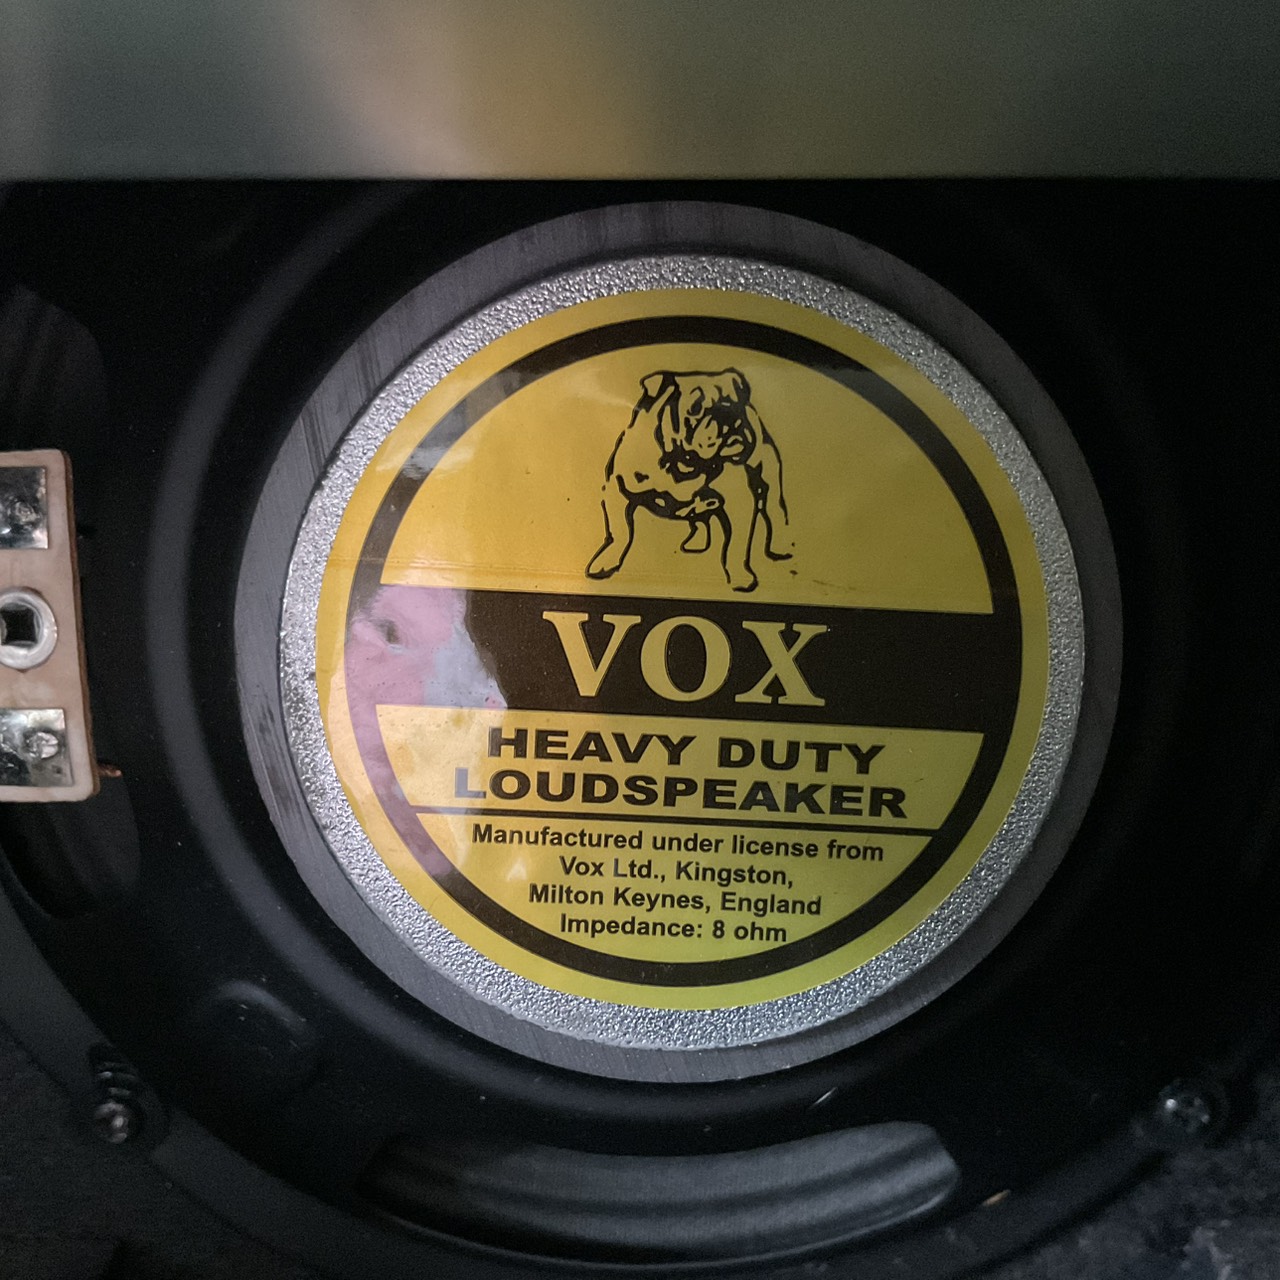 VOX
HEAVY DUTY
LOUDSPEAKER
Manufactured under license from
Vox Ltd., Kingston,
Milton Keynes, England
Impedance: 8 ohm